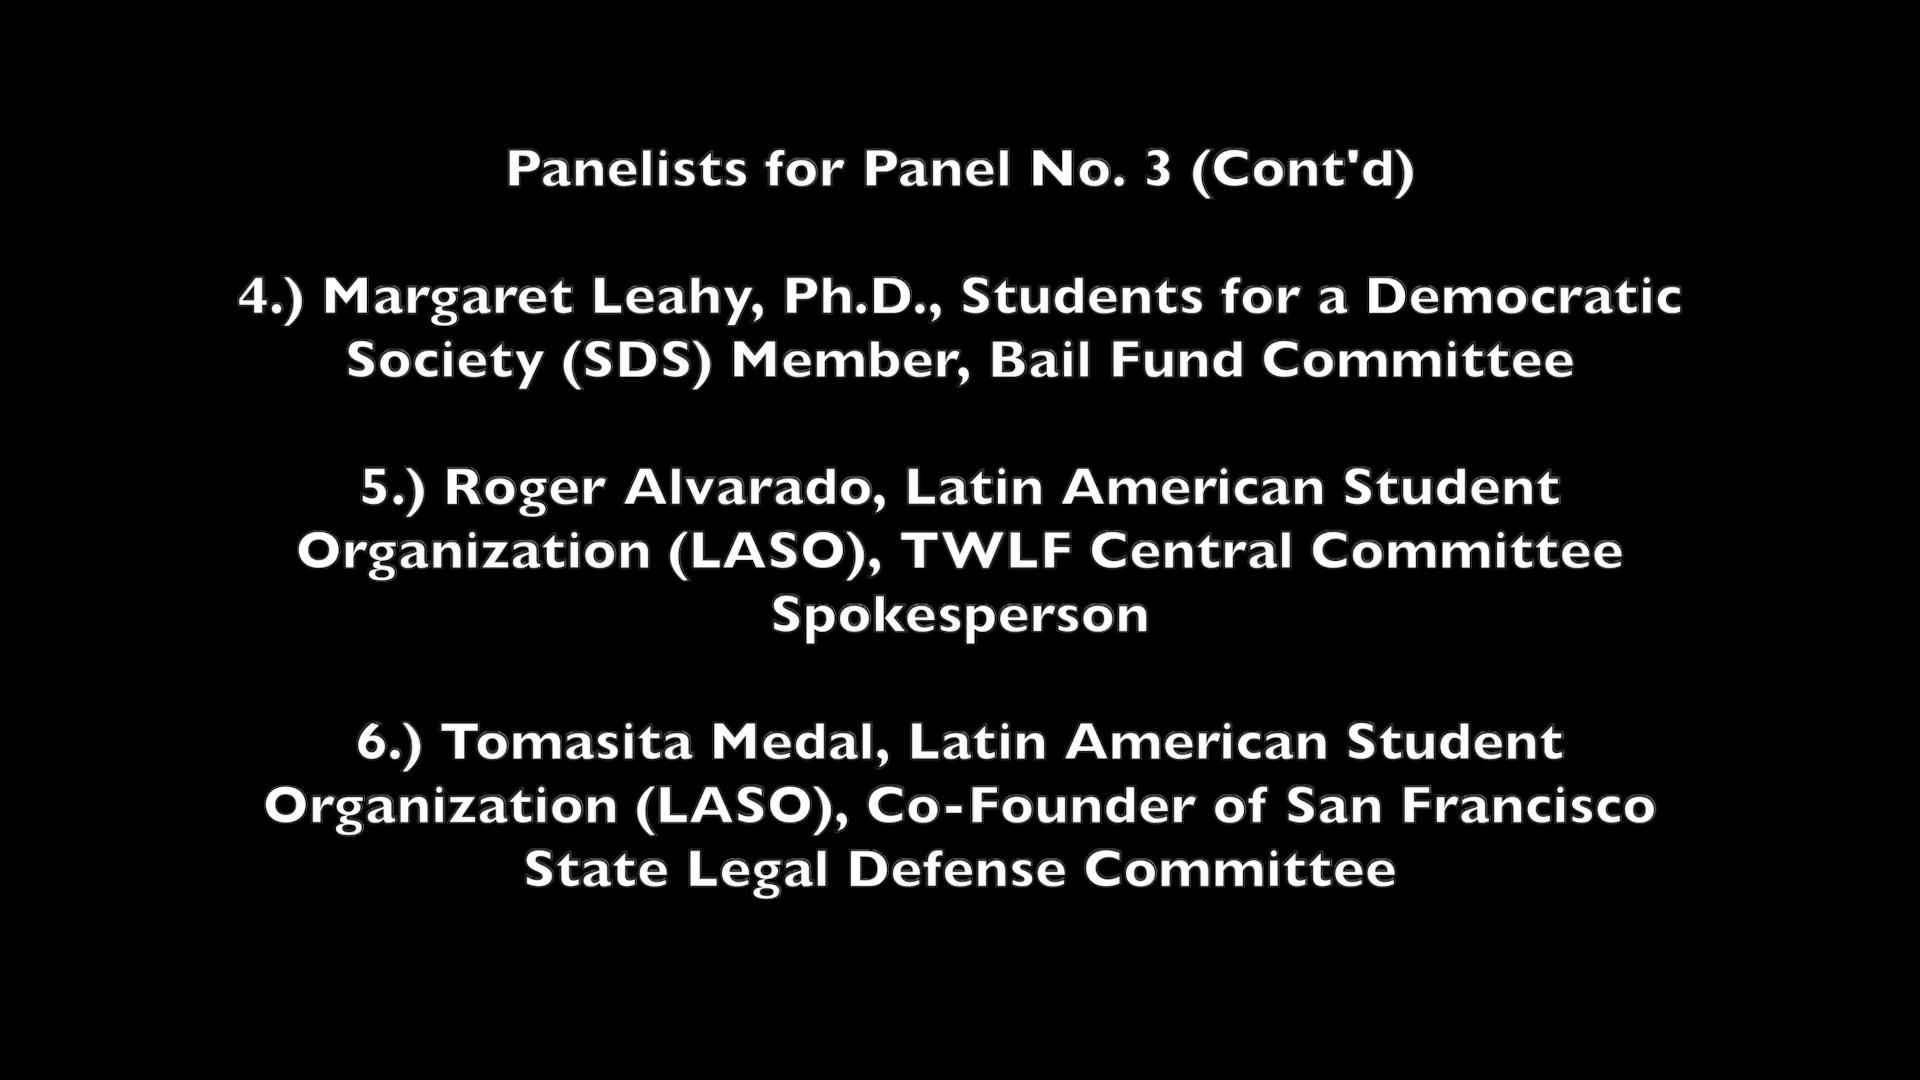 Panelists for Panel No. 3 (Cont'd)
4.) Margaret Leahy, Ph.D., Students for a Democratic
Society (SDS) Member, Bail Fund Committee
5.) Roger Alvarado, Latin American Student
Organization (LASO), TWLF Central Committee
Spokesperson
6.) Tomasita Medal, Latin American Student
Organization (LASO), Co-Founder of San Francisco
State Legal Defense Committee